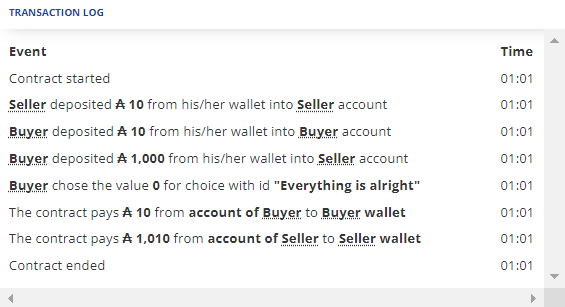 TRANSACTION LOG
Event Time
Contract started 01:01
Seller deposited ₳ 10 from his/her wallet into Seller account 01:01
Buyer deposited ₳ 10 from his/her wallet into Buyer account 01:01
Buyer deposited ₳ 1,000 from his/her wallet into Seller account 01:01
Buyer chose the value 0 for choice with id "Everything is alright" 01:01
The contract pays ₳ 10 from account of Buyer to Buyer wallet 01:01
The contract pays ₳ 1,010 from account of Seller to Seller wallet 01:01
Contract ended 01:01